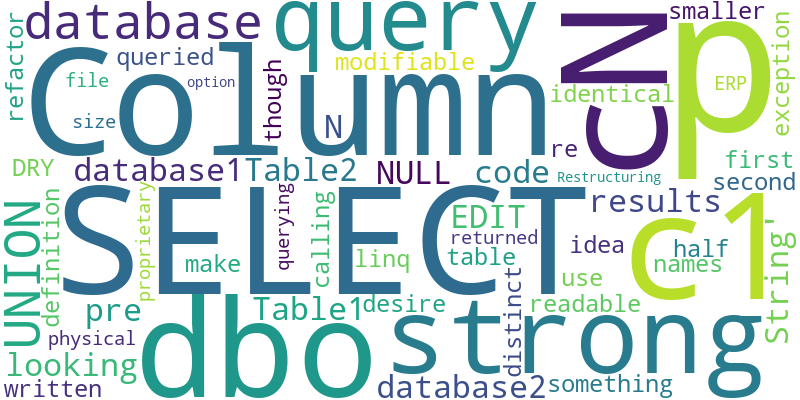 database
query
cN
smaller
p
refactor
queried
modifiable
Column
file
option
though
identical
ERP
exception
size
N
re
first
DRY
database1
Table2
NULL
code
Restructuring
second
SELECT
results
c1
UNION
definition
proprietary
querying
calling
EDIT
returned
idea
half
String'
make
linq
table
names
use
pre
dbo
Table1
desire
strong
distinct
readable
physical
looking
written
database2
something